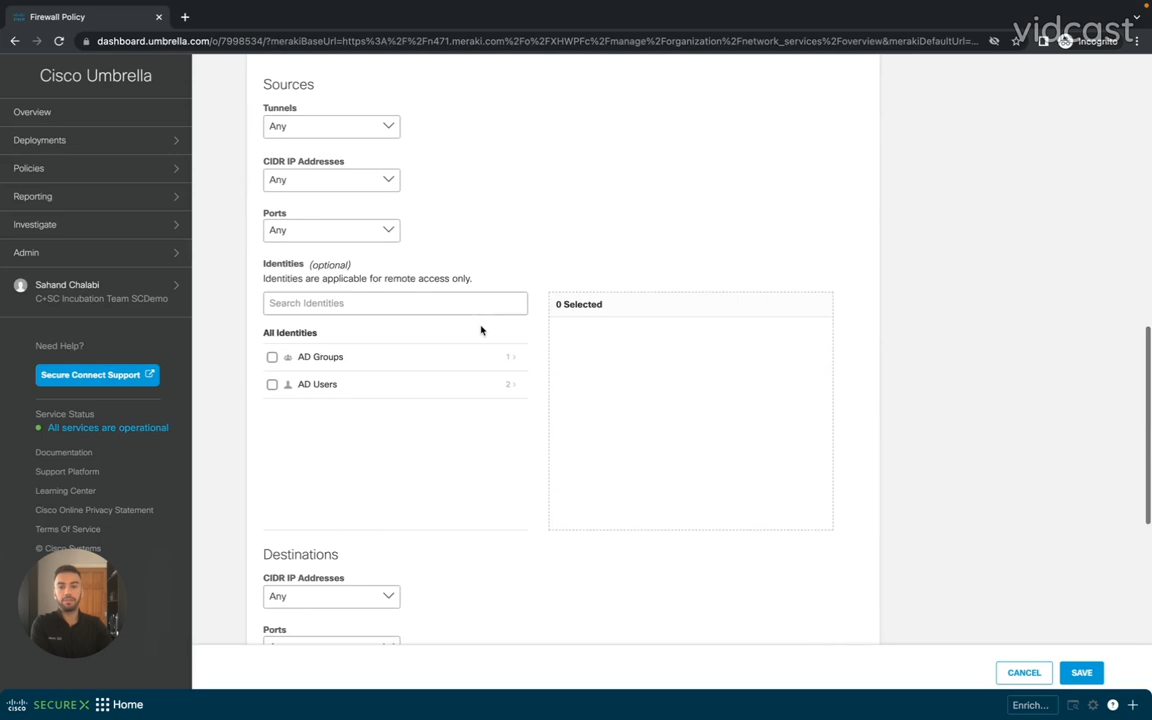 Firewall Policy
vidcast
dashboard.umbrella.com/o/7998534/?merakiBaseUrl=https%3A%2F%2Fn471.meraki.com%2Fo%2FXHWPFc%2Fmanage%2Forganization%2Fnetwork_services%2Foverview&merakiDefaultUrl=...
Incognito
Cisco Umbrella
Overview
Deployments
Policies
Reporting
Investigate
Admin
Sahand Chalabi
C+SC Incubation Team SCDemo
Need Help?
Secure Connect Support
Service Status
All services are operational
Documentation
Support Platform
Learning Center
Cisco Online Privacy Statement
Terms Of Service
© Cisco Systems
Sources
Tunnels
Any
CIDR IP Addresses
Any
Ports
Any
Identities (optional)
Identities are applicable for remote access only.
Search Identities
0 Selected
All Identities
AD Groups 1
AD Users 2
Destinations
CIDR IP Addresses
Any
Ports
CANCEL
SAVE
cisco SECUREX Home
Enrich...